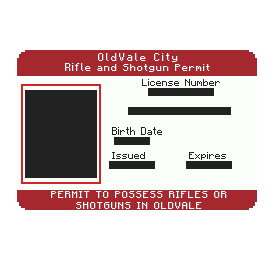 OldVale City
Rifle and Shotgun Permit
License Number
Birth Date
Issued Expires
PERMIT TO POSSESS RIFLES OR
SHOTGUNS IN OLDVALE